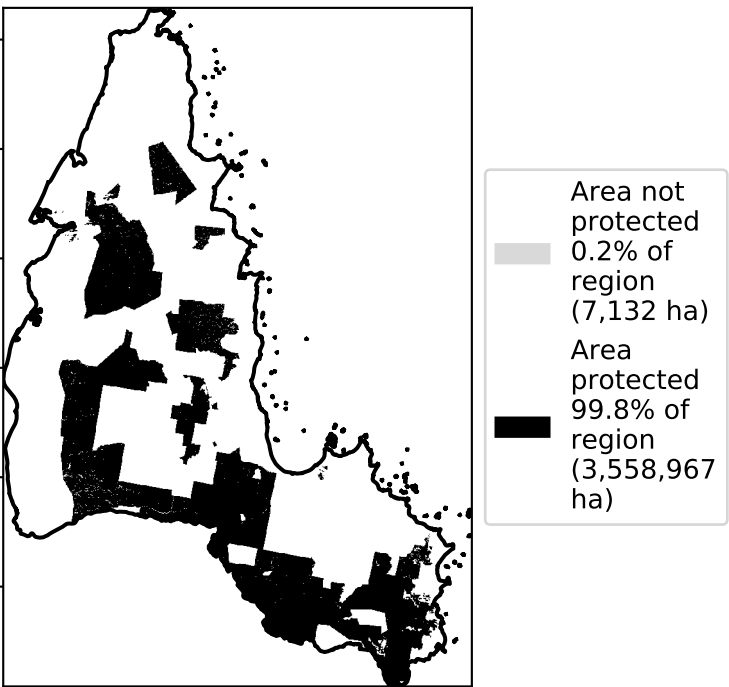 Area not
protected
0.2% of
region
(7,132 ha)
Area
protected
99.8% of
region
(3,558,967
ha)